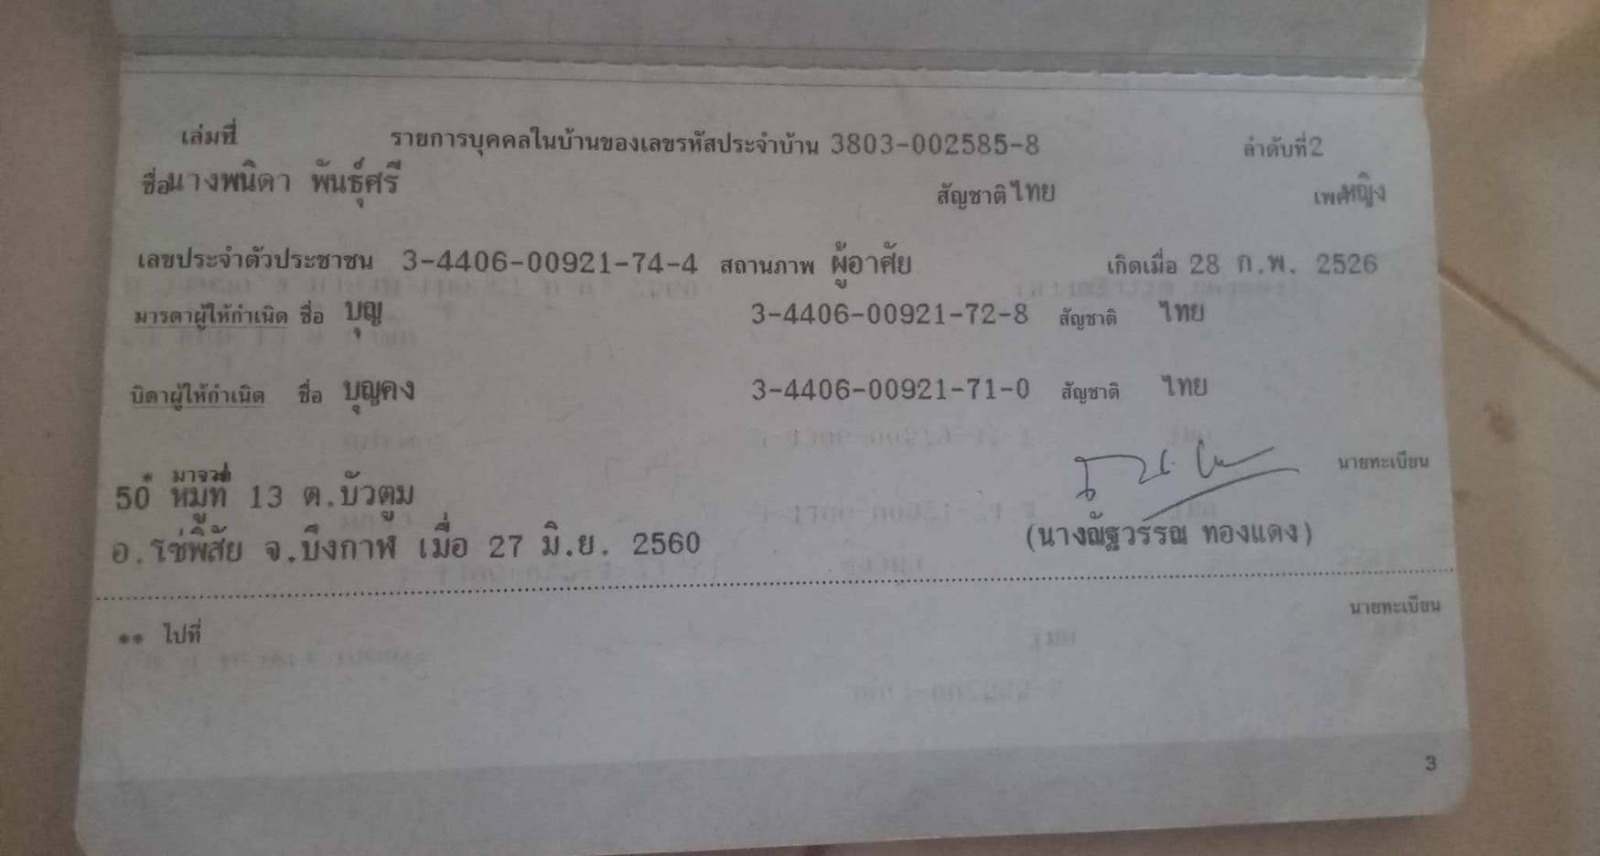 เล่มที่ รายการบุคคลในบ้านของเลขรหัสประจำบ้าน 3803-002585-8 ลำดับที่ 2
ชื่อ นางพนิดา พันธุ์ศรี สัญชาติ ไทย เพศ หญิง
เลขประจำตัวประชาชน 3-4406-00921-74-4 สถานภาพ ผู้อาศัย เกิดเมื่อ 28 ก.พ. 2526
มารดาผู้ให้กำเนิด ชื่อ บุญ 3-4406-00921-72-8 สัญชาติ ไทย
บิดาผู้ให้กำเนิด ชื่อ บุญคง 3-4406-00921-71-0 สัญชาติ ไทย
* มาจาก นายทะเบียน
50 หมู่ที่ 13 ต.บัวตูม
อ.โซ่พิสัย จ.บึงกาฬ เมื่อ 27 มิ.ย. 2560 (นางณัฐวรรณ ทองแดง)
นายทะเบียน
** ไปที่
3